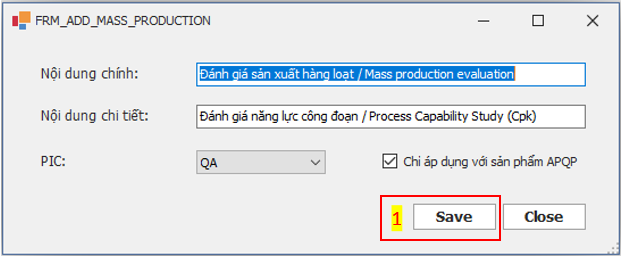 FRM_ADD_MASS_PRODUCTION
Nội dung chính: Đánh giá sản xuất hàng loạt / Mass production evaluation
Nội dung chi tiết: Đánh giá năng lực công đoạn / Process Capability Study (Cpk)
PIC: QA Chỉ áp dụng với sản phẩm APQP
1 Save Close